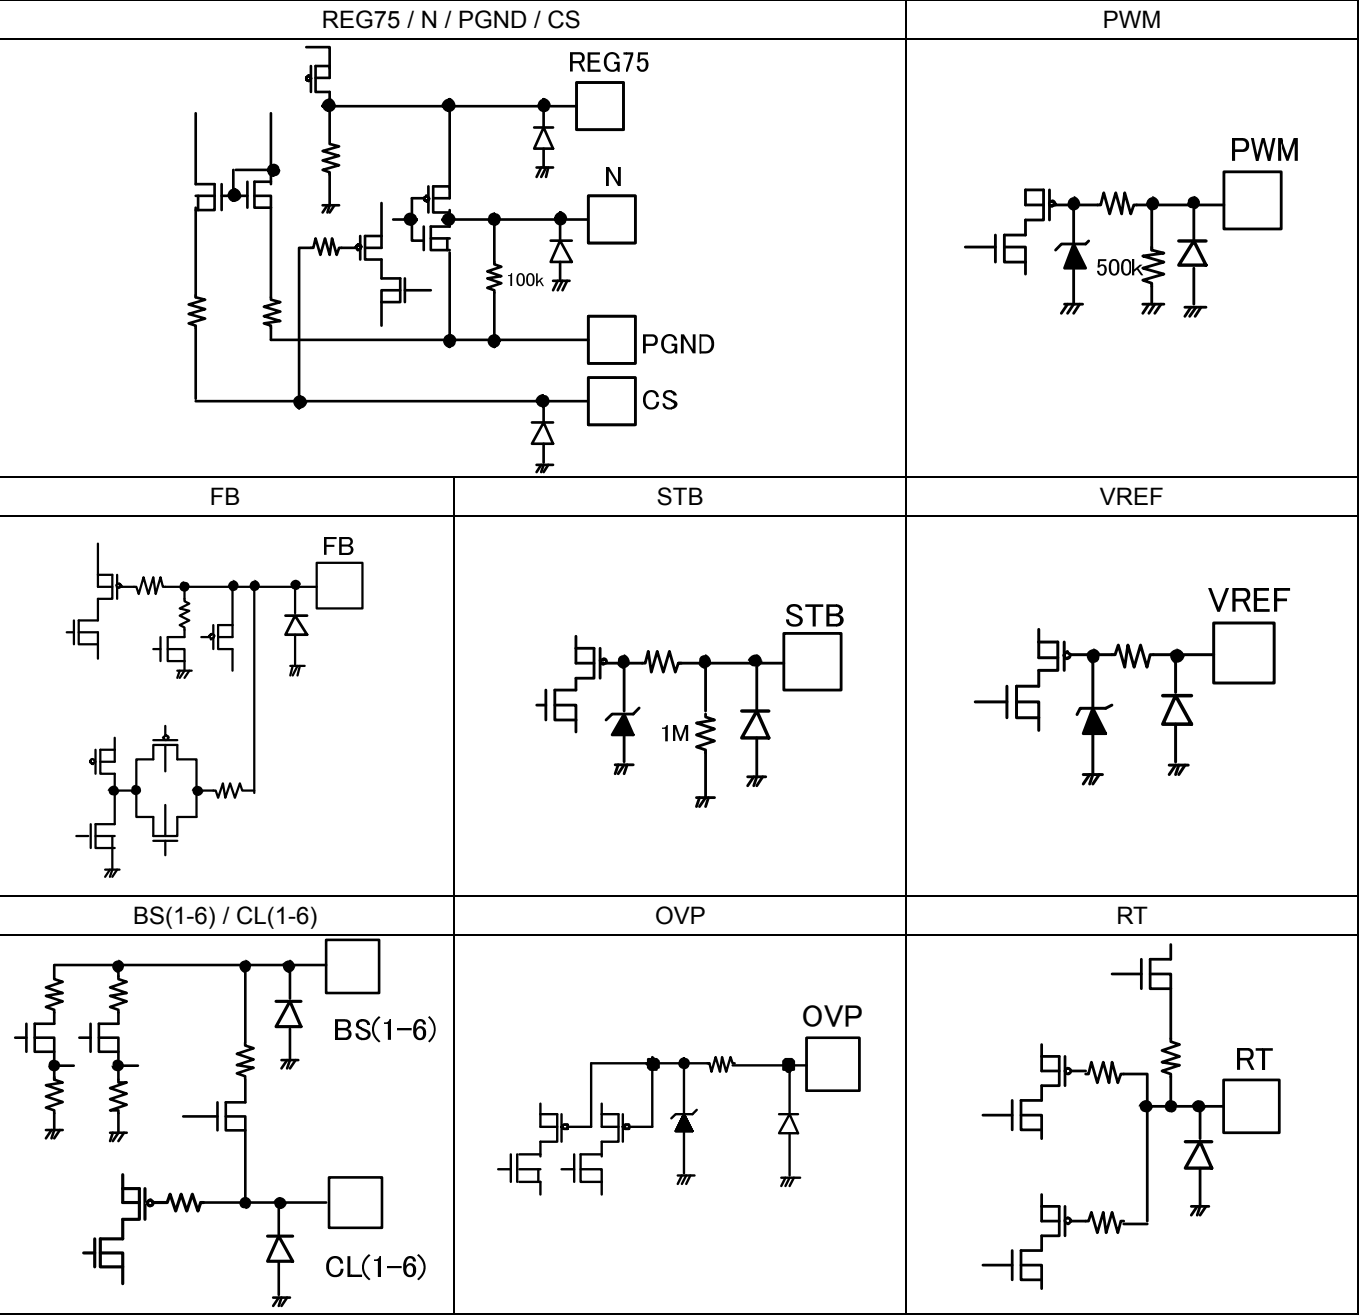 REG75 / N / PGND / CS
PWM
REG75
N
100k
PGND
CS
PWM
500k
FB
STB
VREF
FB
STB
1M
VREF
BS(1-6) / CL(1-6)
OVP
RT
BS(1-6)
CL(1-6)
OVP
RT